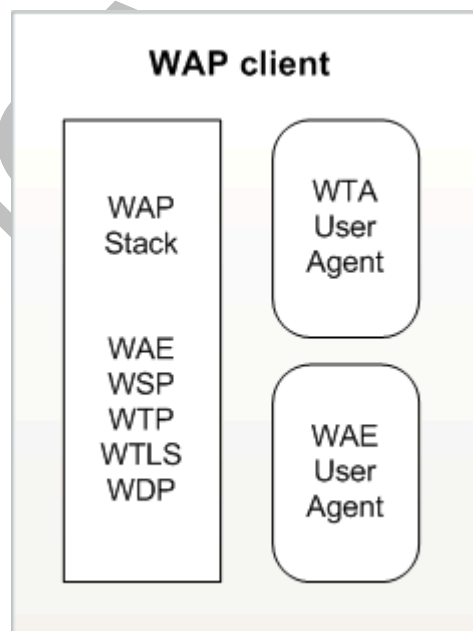 WAP client
WAP
Stack
WAE
WSP
WTP
WTLS
WDP
WTA
User
Agent
WAE
User
Agent